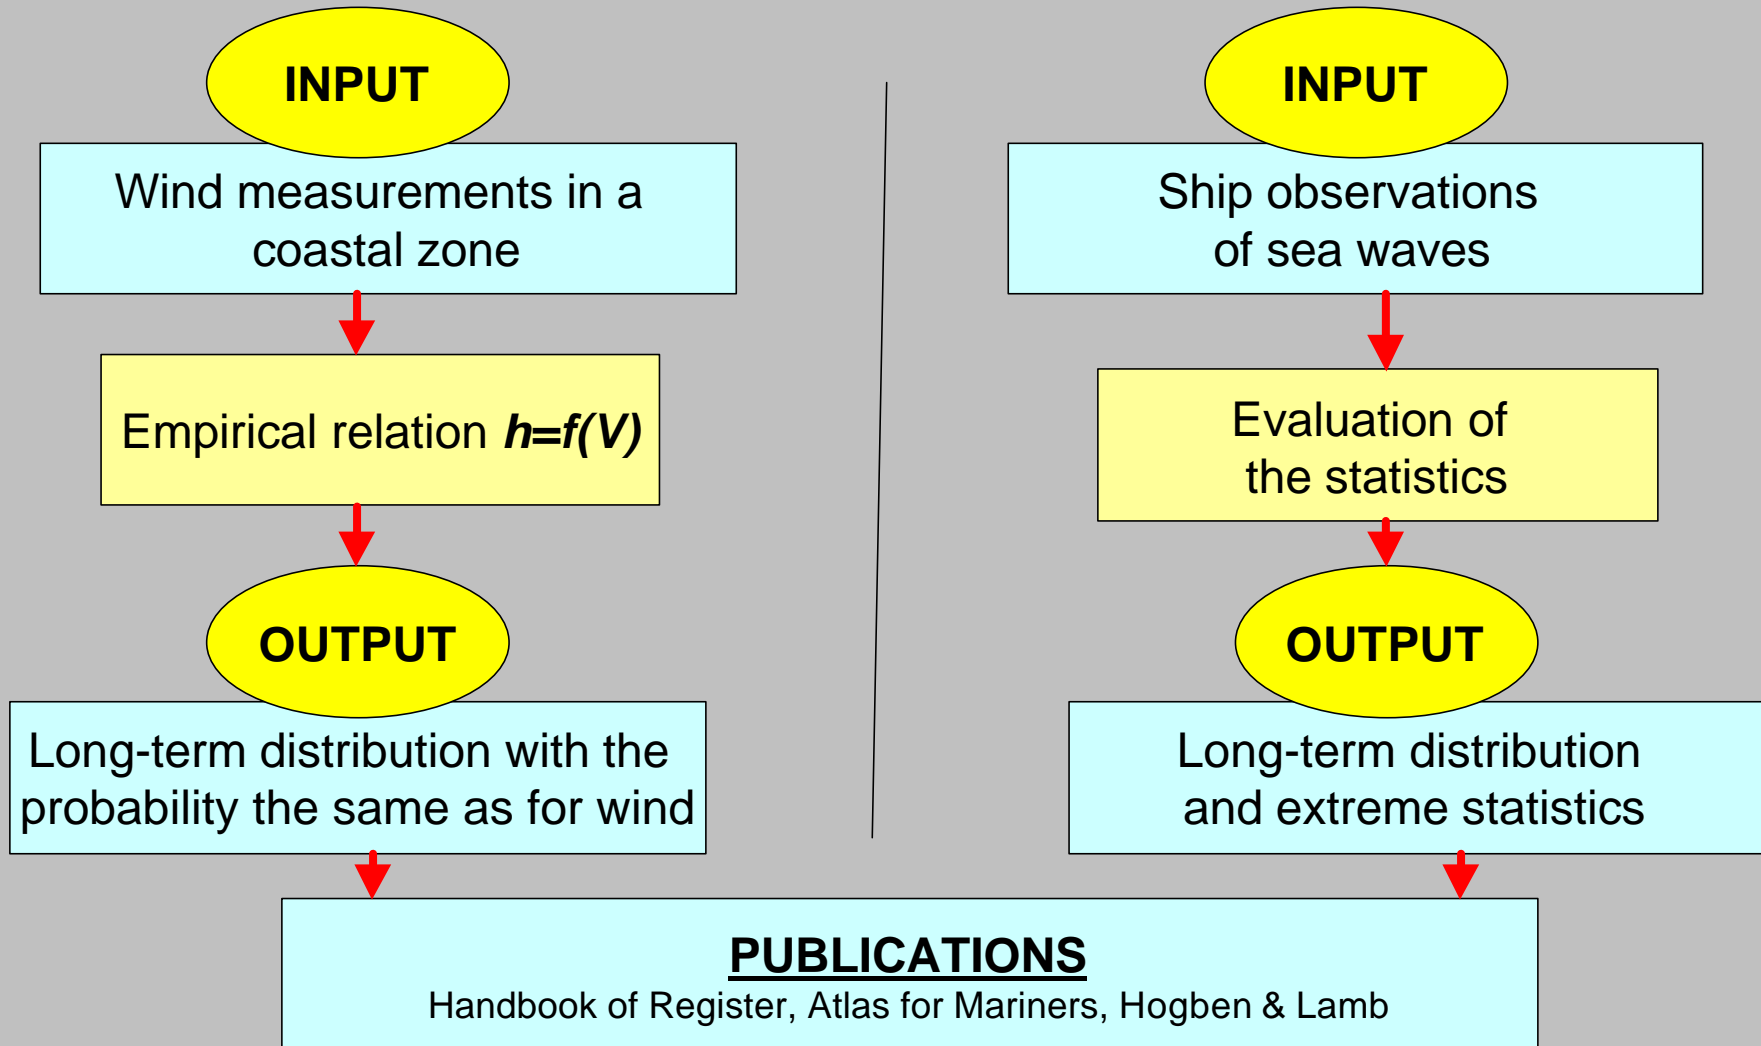 INPUT
Wind measurements in a
coastal zone
Empirical relation h=f(V)
OUTPUT
Long-term distribution with the
probability the same as for wind
INPUT
Ship observations
of sea waves
Evaluation of
the statistics
OUTPUT
Long-term distribution
and extreme statistics
PUBLICATIONS
Handbook of Register, Atlas for Mariners, Hogben & Lamb